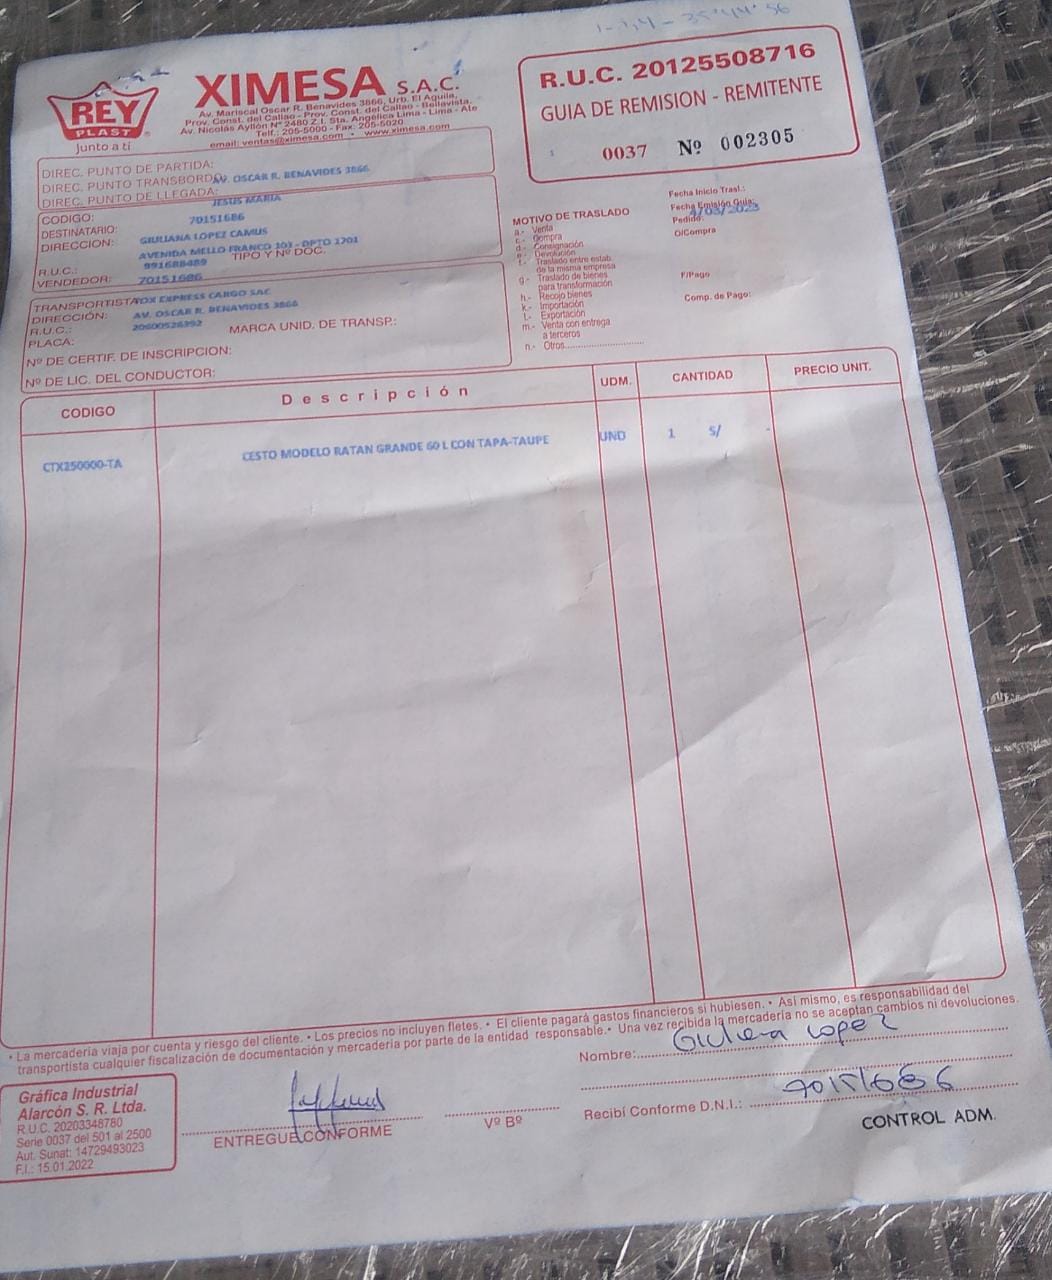 REY
PLAST
Junto a tí
XIMESA S.A.C.
Av. Mariscal Oscar R. Benavides 3866, Urb. El Aguila,
Prov. Const. del Callao - Prov. Const. del Callao - Bellavista.
Av. Nicolás Ayllón Nº 2480 Z.I. Sta. Angélica Lima - Lima - Ate
Telf.: 205-5000 - Fax: 205-5020
email: ventas@ximesa.com • www.ximesa.com
R.U.C. 20125508716
GUIA DE REMISION - REMITENTE
0037 Nº 002305
DIREC. PUNTO DE PARTIDA:
DIREC. PUNTO TRANSBORDO: AV. OSCAR R. BENAVIDES 3866
DIREC. PUNTO DE LLEGADA:
JESUS MARIA
CODIGO: 70151686
DESTINATARIO:
GIULIANA LOPEZ CAMUS
DIRECCION:
AVENIDA MELLO FRANCO 101 - DPTO 1701
R.U.C.: 991688489 TIPO Y Nº DOC.
VENDEDOR: 70151686
TRANSPORTISTA EXPRESS CARGO SAC
DIRECCIÓN: AV. OSCAR R. BENAVIDES 3866
R.U.C.: 20600526392 MARCA UNID. DE TRANSP.:
PLACA:
Nº DE CERTIF. DE INSCRIPCION:
Nº DE LIC. DEL CONDUCTOR:
MOTIVO DE TRASLADO
a.- Venta
c.- Compra
d.- Consignación
e.- Devolución
f.- Traslado entre estab.
de la misma empresa
g.- Traslado de bienes
para transformación
h.- Recojo bienes
k.- Importación
l.- Exportación
m.- Venta con entrega
a terceros
n.- Otros
Fecha Inicio Trasl.:
Fecha Emisión Guía:
4/03/2023
Pedido:
O/Compra
F/Pago
Comp. de Pago:
CODIGO Descripción UDM. CANTIDAD PRECIO UNIT.
CTX250000-TA CESTO MODELO RATAN GRANDE 60 L CON TAPA-TAUPE UND 1 S/ -
• La mercadería viaja por cuenta y riesgo del cliente. • Los precios no incluyen fletes. • El cliente pagará gastos financieros si hubiesen. • Así mismo, es responsabilidad del
transportista cualquier fiscalización de documentación y mercadería por parte de la entidad responsable. • Una vez recibida la mercadería no se aceptan cambios ni devoluciones.
Gráfica Industrial
Alarcón S. R. Ltda.
R.U.C. 20203348780
Serie 0037 del 501 al 2500
Aut. Sunat: 14729493023
F.I.: 15.01.2022
ENTREGUE CONFORME
Vº Bº
Nombre: Lopez
Recibí Conforme D.N.I.: 70151686
CONTROL ADM.